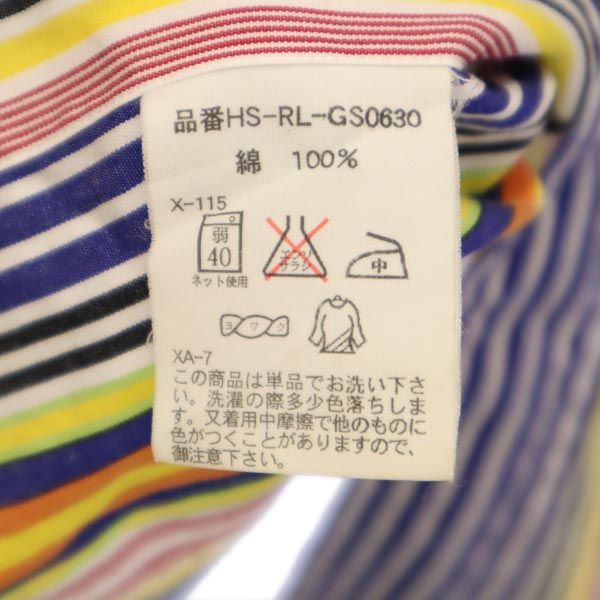 品番HS-RL-GS0630
綿 100%
X-115
弱
40
エンソ
サラシ
中
ネット使用
ヨワク
XA-7
この商品は単品でお洗い下さ
い。洗濯の際多少色落ちしま
す。又着用中摩擦で他のものに
色がつくことがありますので、
御注意下さい。